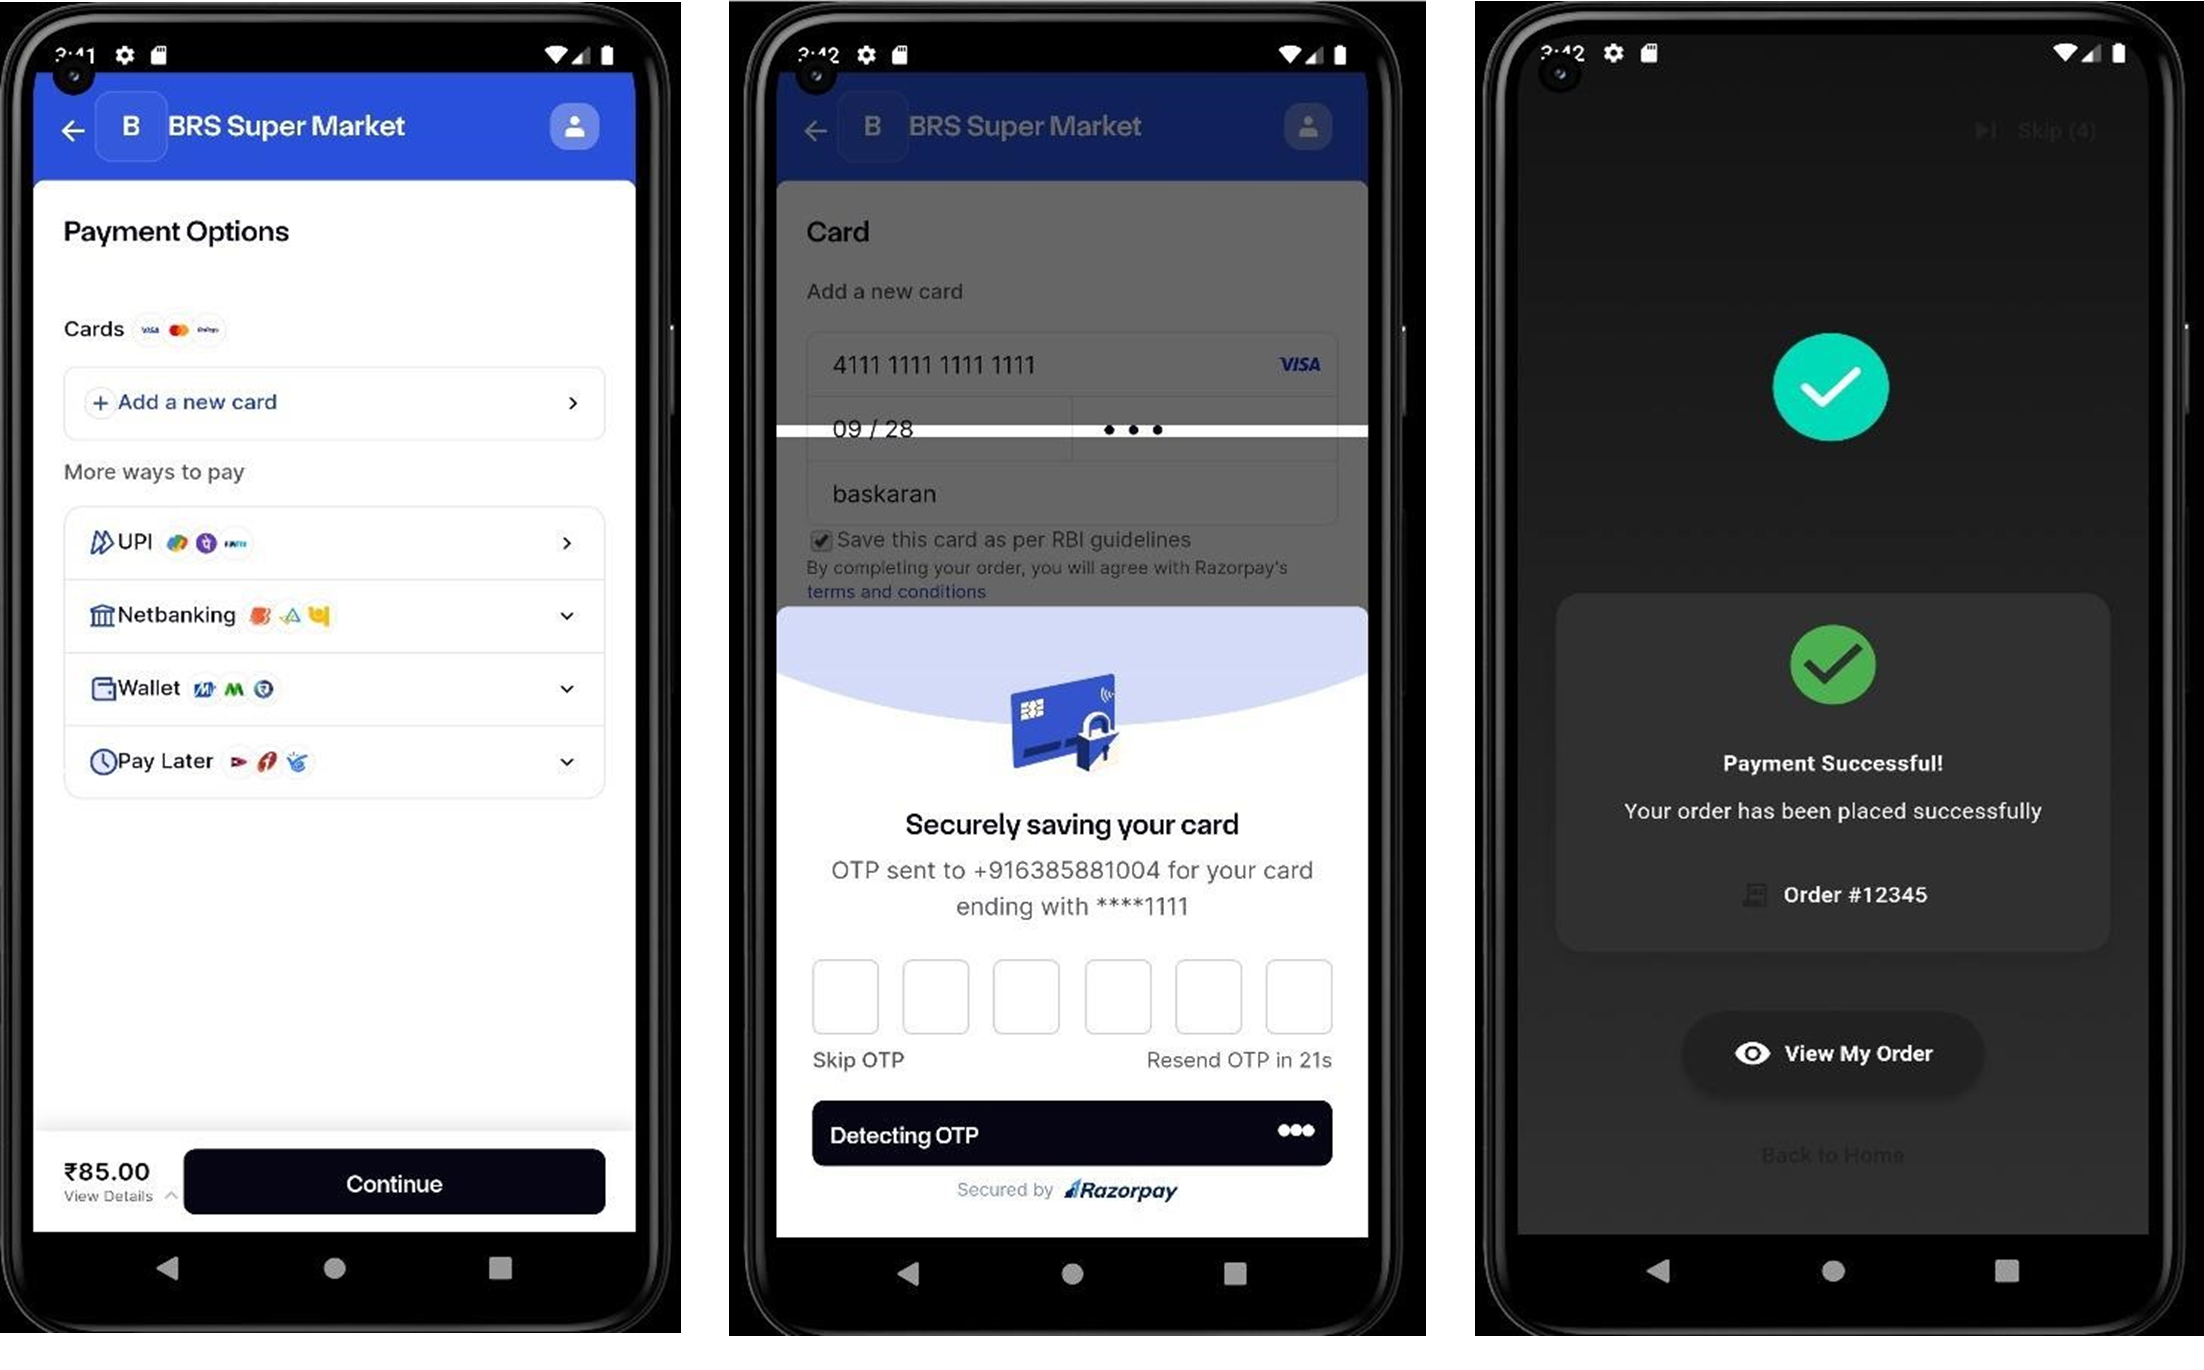 3:41
B BRS Super Market
Payment Options
Cards VISA
Add a new card
More ways to pay
UPI
Netbanking
Wallet
Pay Later
₹85.00
View Details
Continue
3:42
B BRS Super Market
Card
Add a new card
4111 1111 1111 1111 VISA
09 / 28
baskaran
Save this card as per RBI guidelines
By completing your order, you will agree with Razorpay's
terms and conditions
Securely saving your card
OTP sent to +916385881004 for your card
ending with ****1111
Skip OTP Resend OTP in 21s
Detecting OTP
Secured by Razorpay
3:42
Skip (4)
Payment Successful!
Your order has been placed successfully
Order #12345
View My Order
Back to Home